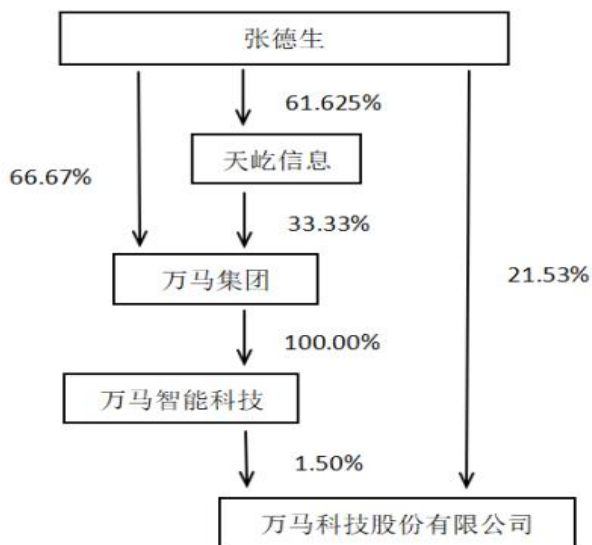 张德生
61.625%
天屹信息
66.67%
33.33%
万马集团
21.53%
100.00%
万马智能科技
1.50%
万马科技股份有限公司